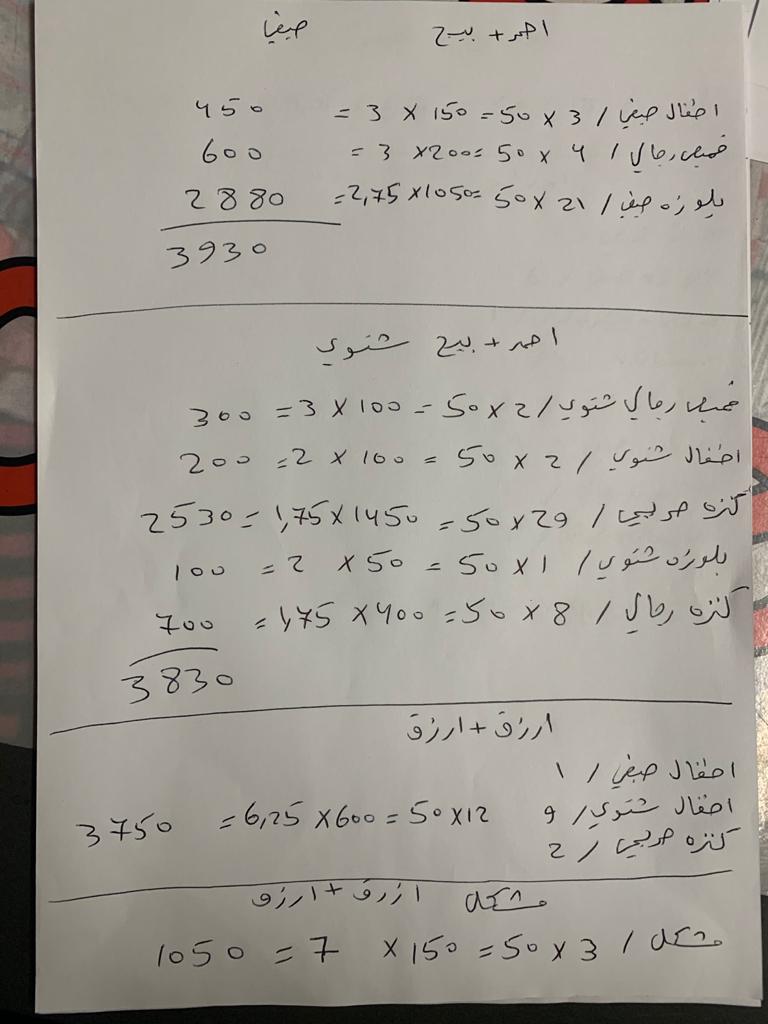 احمر + بيج صيفي
اطفال صيفي / 3 × 50 = 150 × 3 = 450
قميص رجالي / 4 × 50 = 200 × 3 = 600
بلوزه صيفي / 21 × 50 = 1050 × 2,75 = 2880
3930
احمر + بيج شتوي
قميص رجالي شتوي / 2 × 50 = 100 × 3 = 300
اطفال شتوي / 2 × 50 = 100 × 2 = 200
كنزه حريمي / 29 × 50 = 1450 × 1,75 = 2530
بلوزه شتوي / 1 × 50 = 50 × 2 = 100
كنزه رجالي / 8 × 50 = 400 × 1,75 = 700
3830
ازرق + ازرق
اطفال صيفي / 1
اطفال شتوي / 9 12 × 50 = 600 × 6,25 = 3750
كنزه حريمي / 2
مشكله ازرق + ازرق
مشكله / 3 × 50 = 150 × 7 = 1050